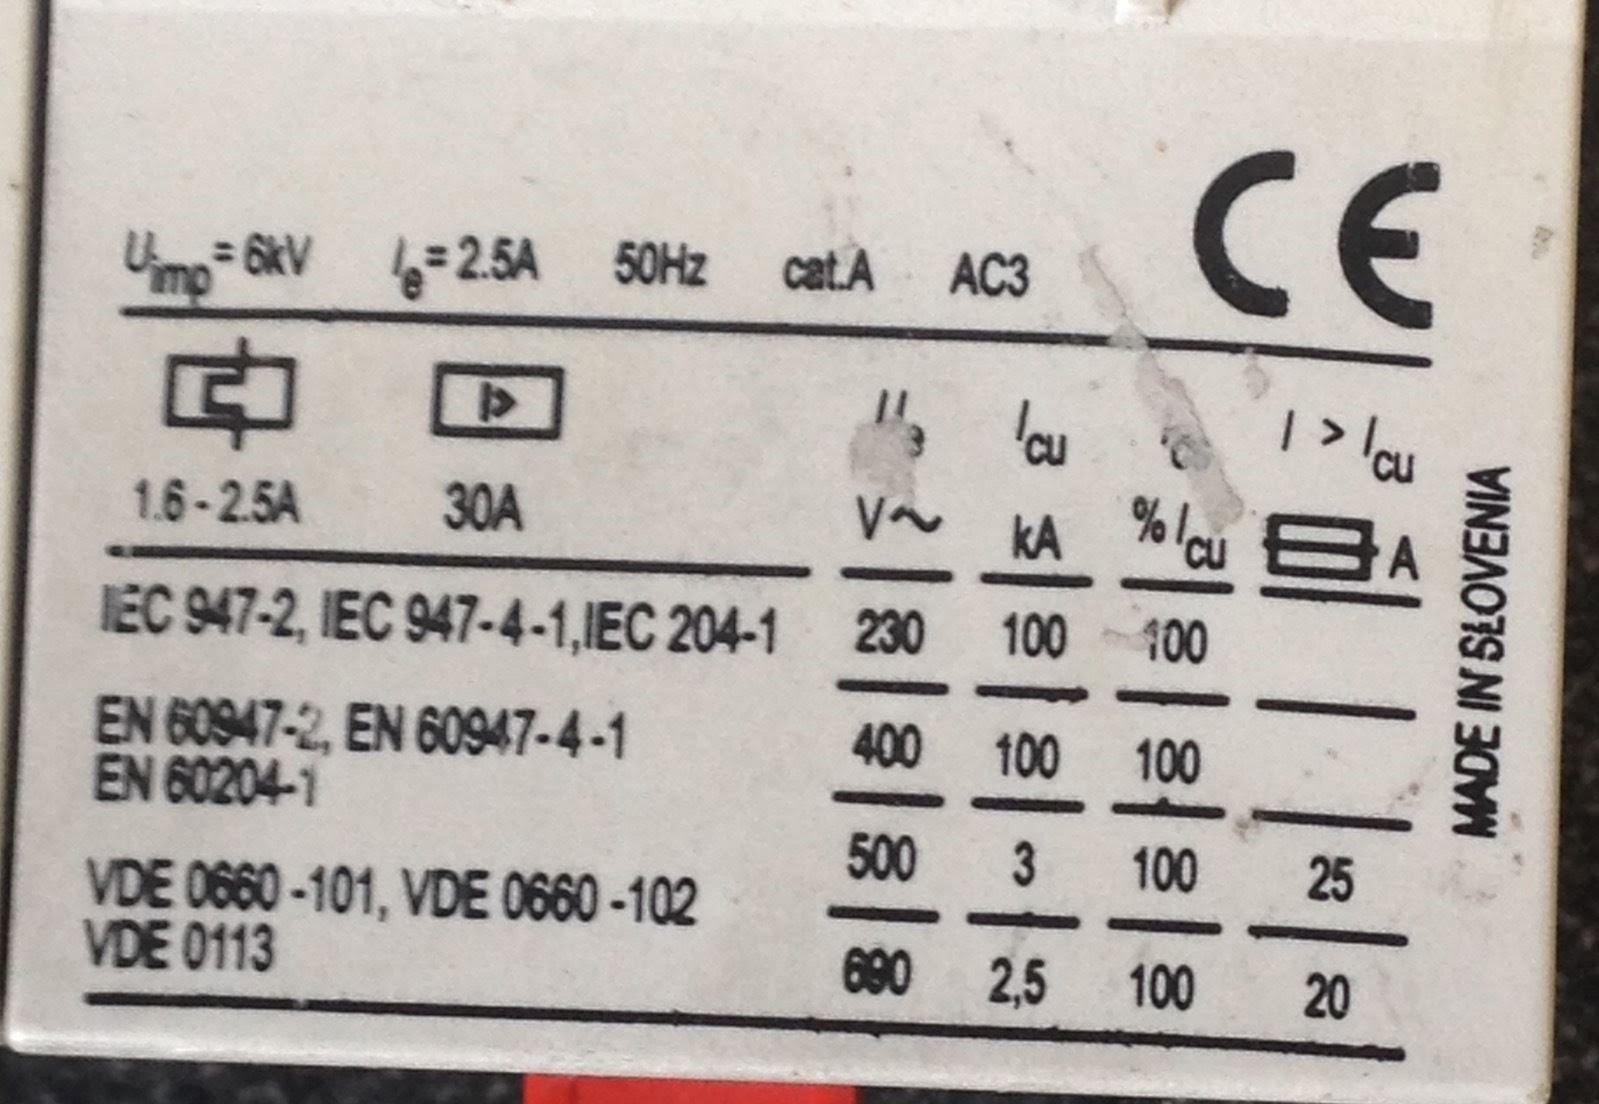 CE
Uimp = 6kV Ie = 2.5A 50Hz cat.A AC3
I>
Ue Icu I > Icu
1.6 - 2.5A 30A V~ kA % Icu A
IEC 947-2, IEC 947-4-1, IEC 204-1 230 100 100
EN 60947-2, EN 60947-4-1 400 100 100
EN 60204-1
VDE 0660-101, VDE 0660-102 500 3 100 25
VDE 0113 690 2,5 100 20
MADE IN SLOVENIA